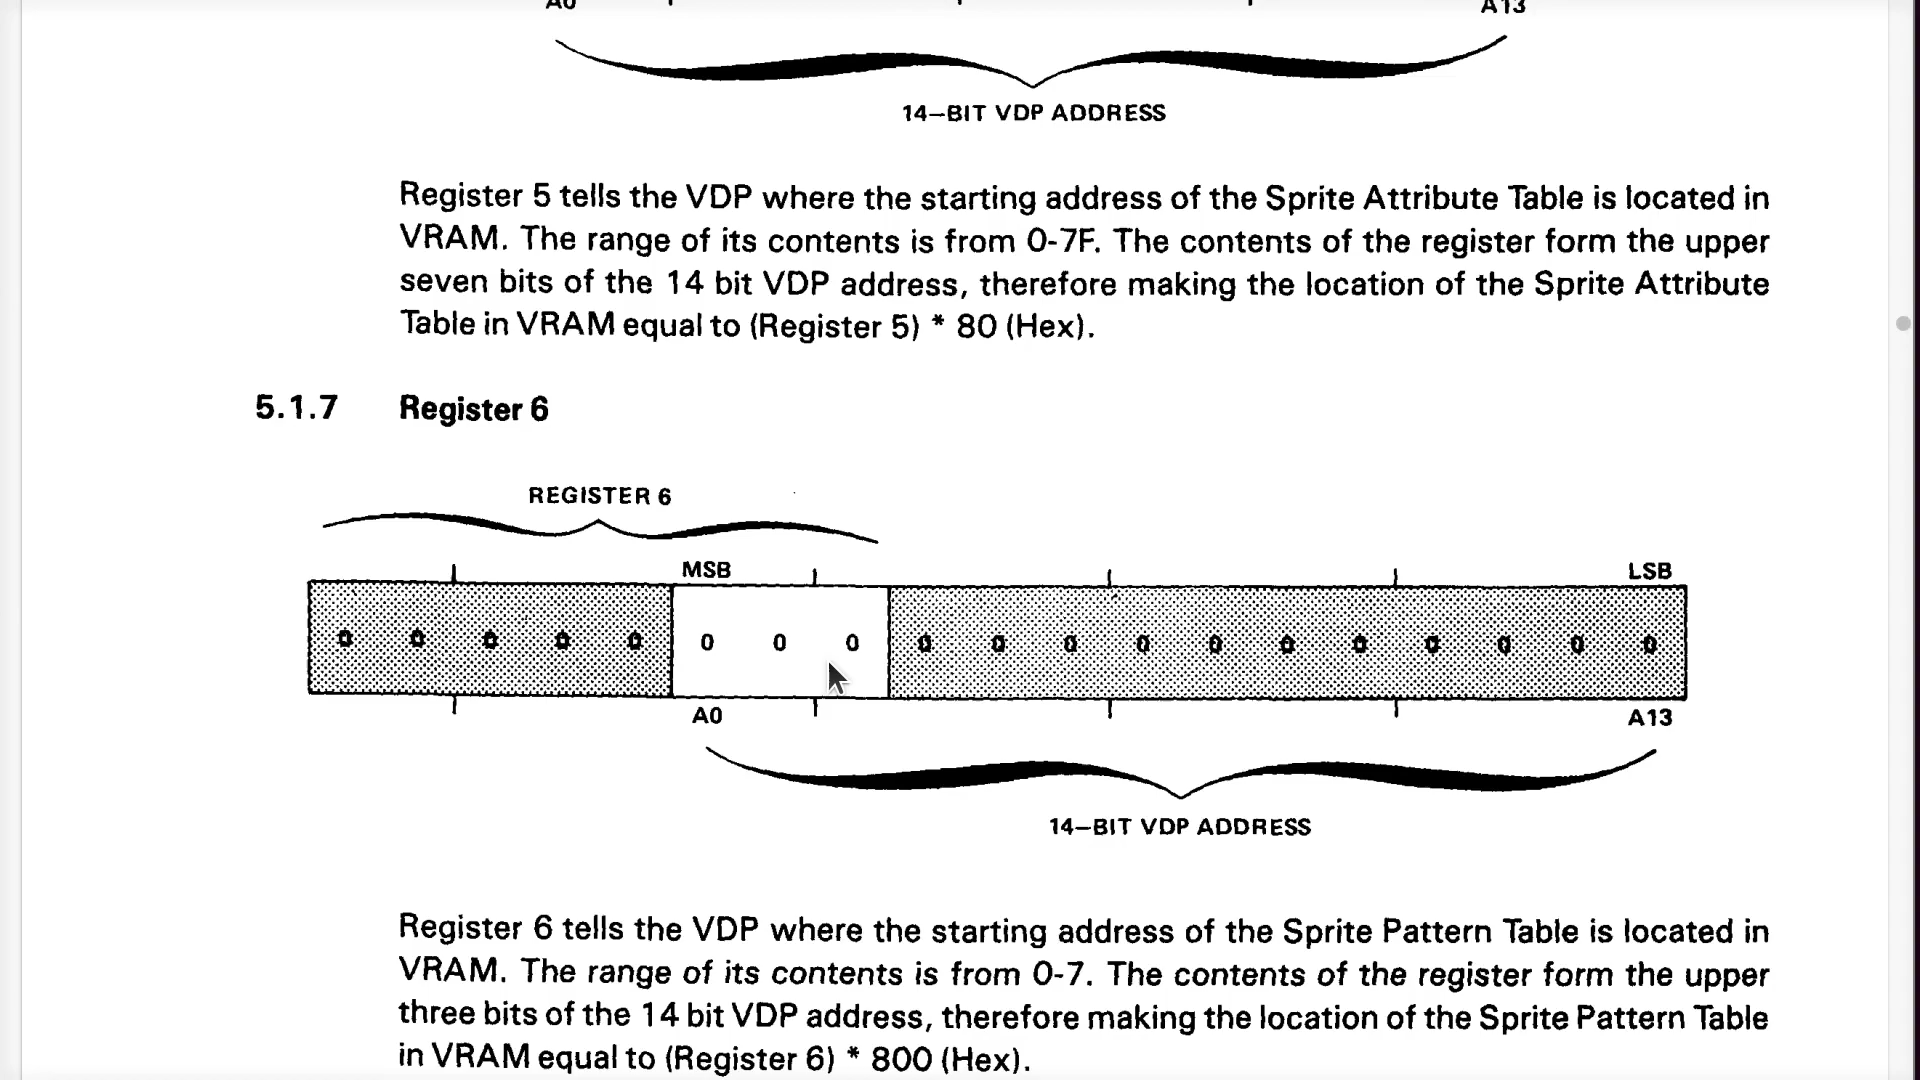 A0 A13
14–BIT VDP ADDRESS
Register 5 tells the VDP where the starting address of the Sprite Attribute Table is located in
VRAM. The range of its contents is from 0-7F. The contents of the register form the upper
seven bits of the 14 bit VDP address, therefore making the location of the Sprite Attribute
Table in VRAM equal to (Register 5) * 80 (Hex).
5.1.7 Register 6
REGISTER 6
MSB LSB
0 0 0 0 0 0 0 0 0 0 0 0 0 0 0 0 0 0 0
A0 A13
14–BIT VDP ADDRESS
Register 6 tells the VDP where the starting address of the Sprite Pattern Table is located in
VRAM. The range of its contents is from 0-7. The contents of the register form the upper
three bits of the 14 bit VDP address, therefore making the location of the Sprite Pattern Table
in VRAM equal to (Register 6) * 800 (Hex).